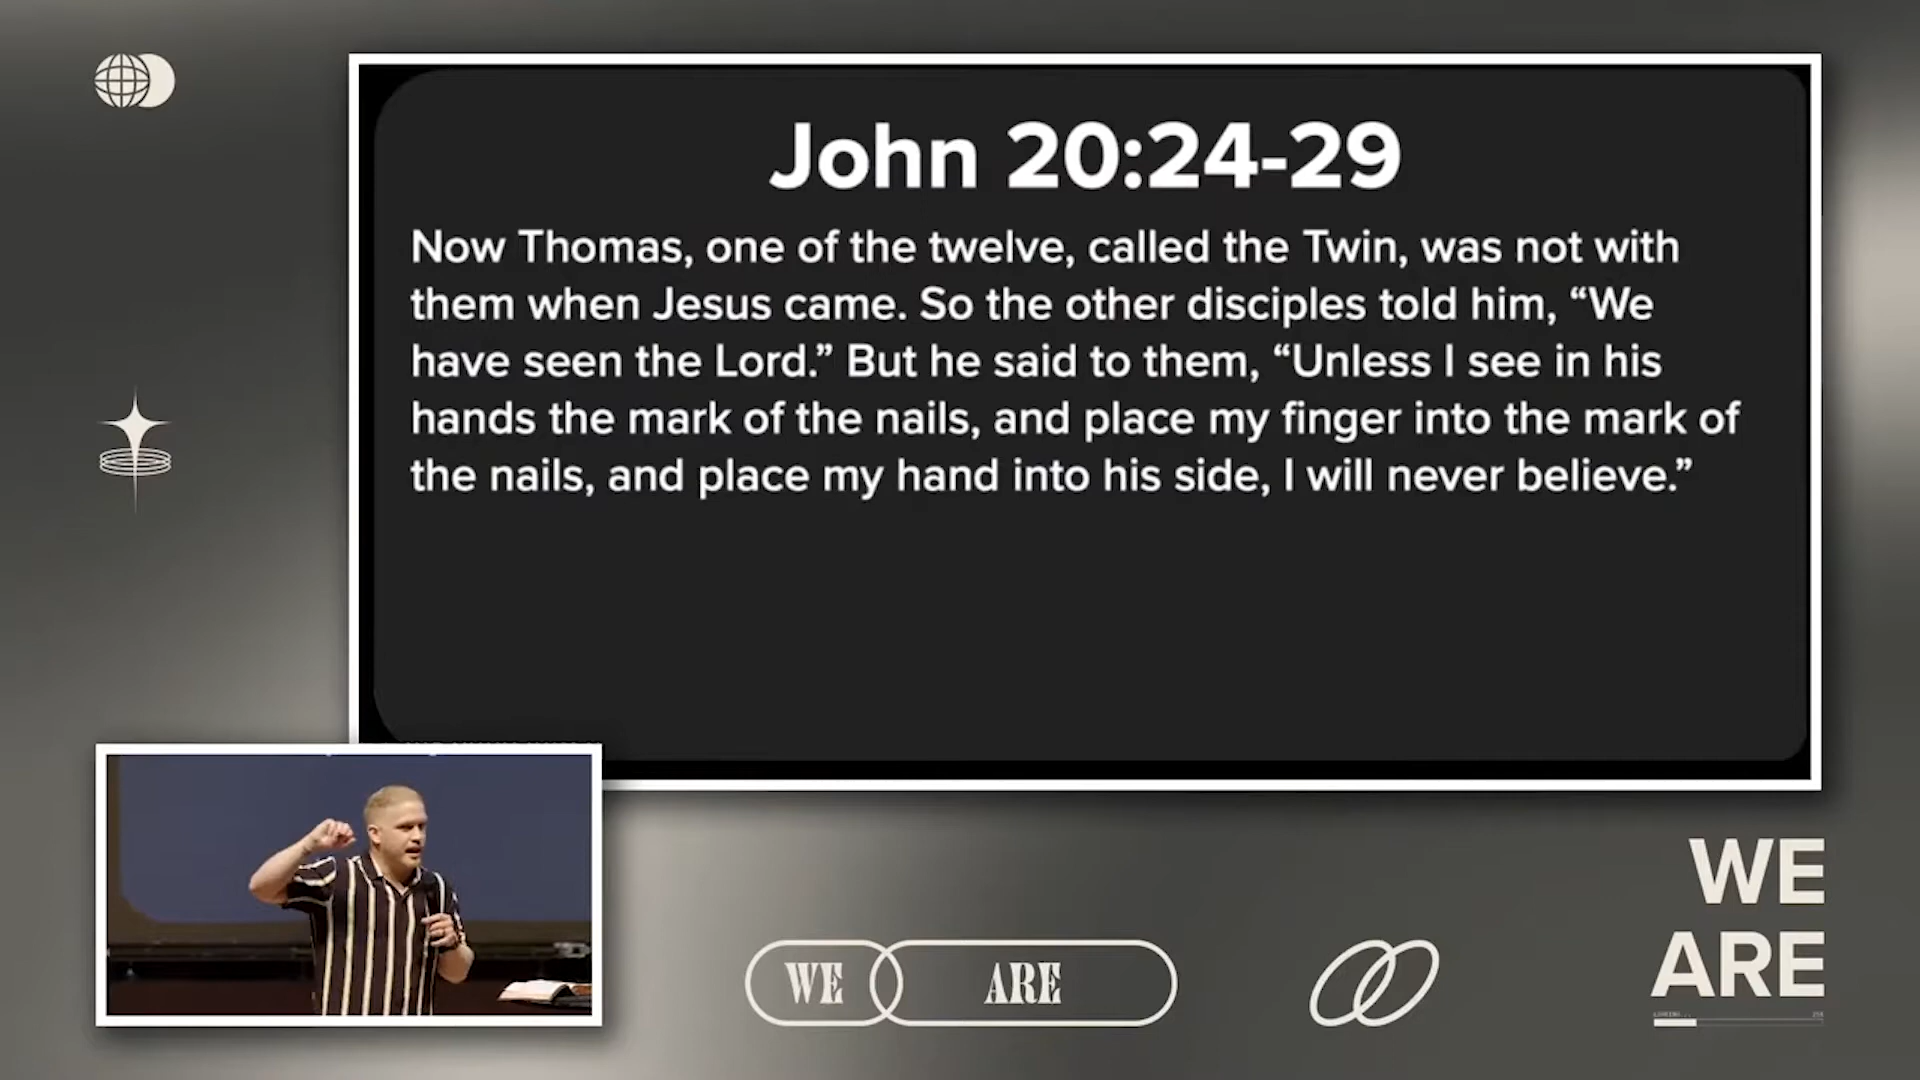 John 20:24-29
Now Thomas, one of the twelve, called the Twin, was not with
them when Jesus came. So the other disciples told him, “We
have seen the Lord.” But he said to them, “Unless I see in his
hands the mark of the nails, and place my finger into the mark of
the nails, and place my hand into his side, I will never believe.”
WE ARE
WE
ARE